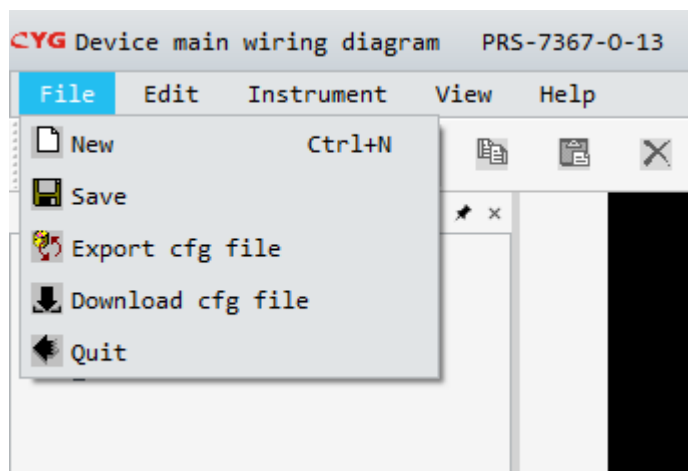 CYG Device main wiring diagram PRS-7367-O-13
File Edit Instrument View Help
New Ctrl+N
Save
Export cfg file
Download cfg file
Quit